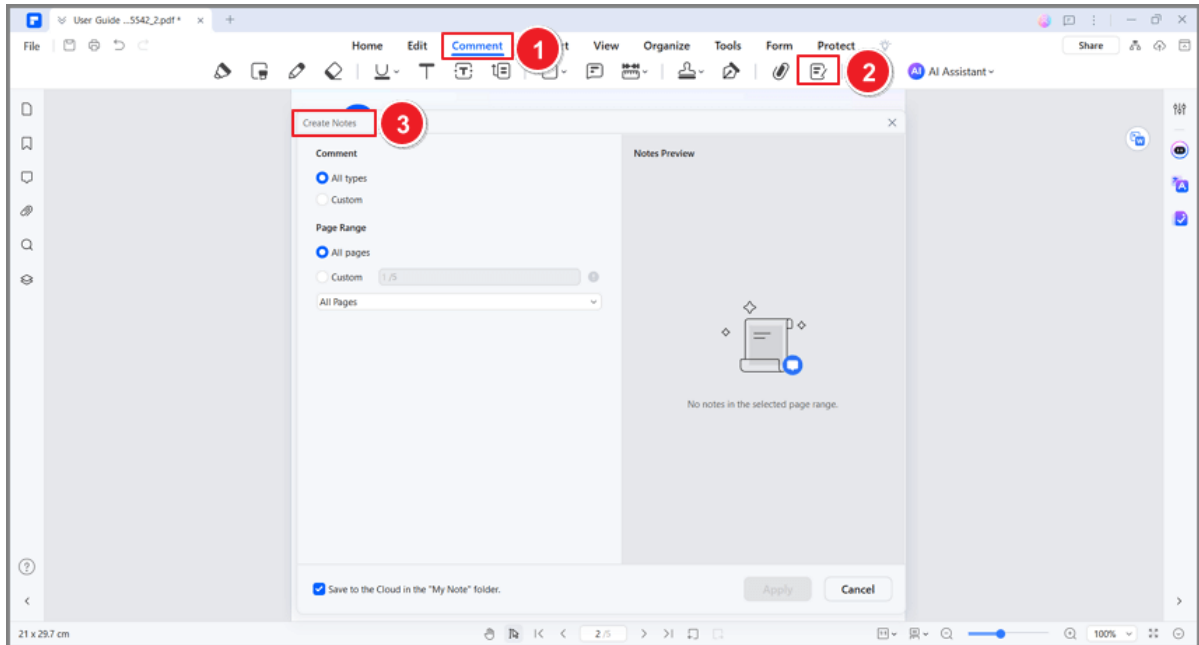 User Guide ...5542_2.pdf *
File Home Edit Comment 1 t View Organize Tools Form Protect Share
2 AI AI Assistant
Create Notes 3
Comment
All types
Custom
Page Range
All pages
Custom 1 /5
All Pages
Notes Preview
No notes in the selected page range.
Save to the Cloud in the "My Note" folder.
Apply Cancel
21 x 29.7 cm 2 /5 100%